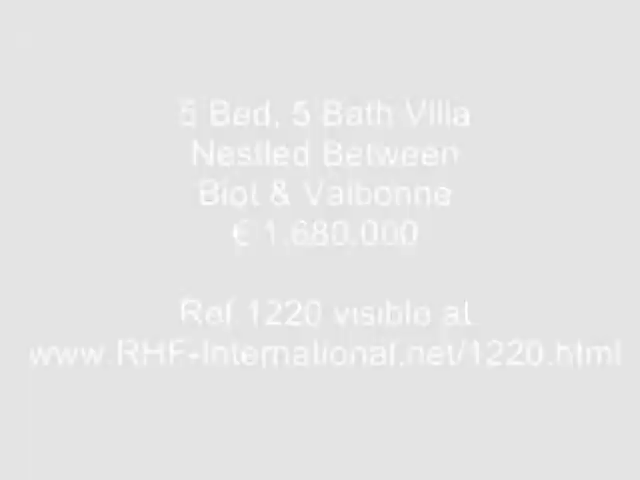 5 Bed, 5 Bath Villa
Nestled Between
Biot & Valbonne
€ 1.680.000
Ref 1220 visible at
www.RHF-International.net/1220.html